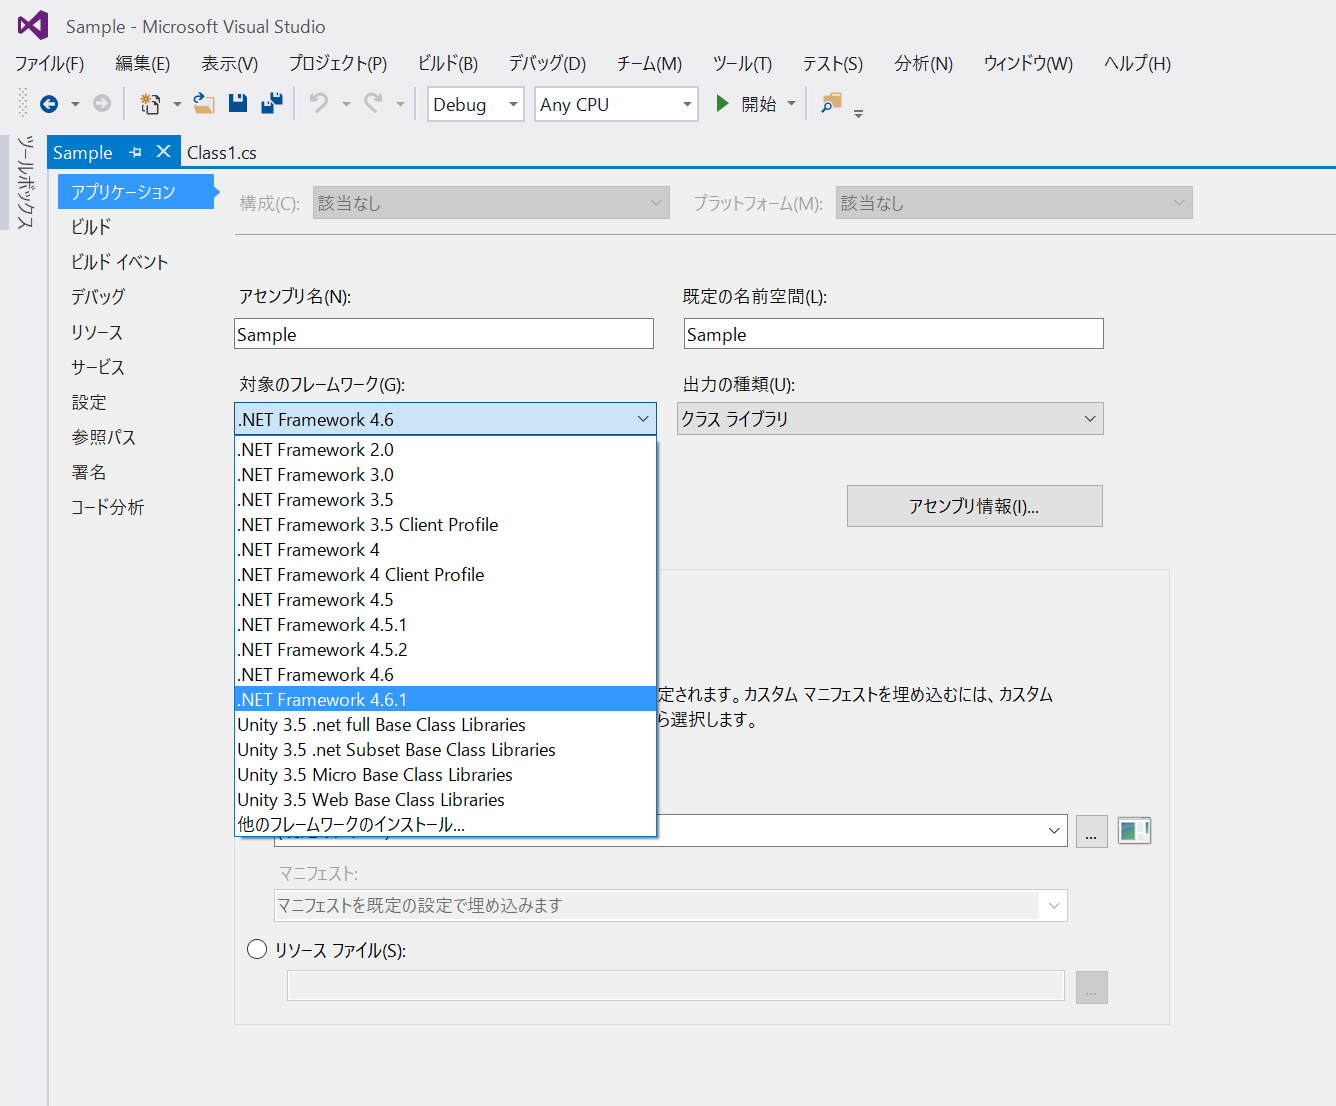 Sample - Microsoft Visual Studio
ファイル(F) 編集(E) 表示(V) プロジェクト(P) ビルド(B) デバッグ(D) チーム(M) ツール(T) テスト(S) 分析(N) ウィンドウ(W) ヘルプ(H)
Debug Any CPU 開始
ツールボックス
Sample Class1.cs
アプリケーション
ビルド
ビルド イベント
デバッグ
リソース
サービス
設定
参照パス
署名
コード分析
構成(C): 該当なし プラットフォーム(M): 該当なし
アセンブリ名(N): 既定の名前空間(L):
Sample Sample
対象のフレームワーク(G): 出力の種類(U):
.NET Framework 4.6 クラス ライブラリ
.NET Framework 2.0
.NET Framework 3.0
.NET Framework 3.5
.NET Framework 3.5 Client Profile
アセンブリ情報(I)...
.NET Framework 4
.NET Framework 4 Client Profile
.NET Framework 4.5
.NET Framework 4.5.1
.NET Framework 4.5.2
.NET Framework 4.6
.NET Framework 4.6.1
定されます。カスタム マニフェストを埋め込むには、カスタム
ら選択します。
Unity 3.5 .net full Base Class Libraries
Unity 3.5 .net Subset Base Class Libraries
Unity 3.5 Micro Base Class Libraries
Unity 3.5 Web Base Class Libraries
他のフレームワークのインストール...
...
マニフェスト:
マニフェストを既定の設定で埋め込みます
リソース ファイル(S):
...